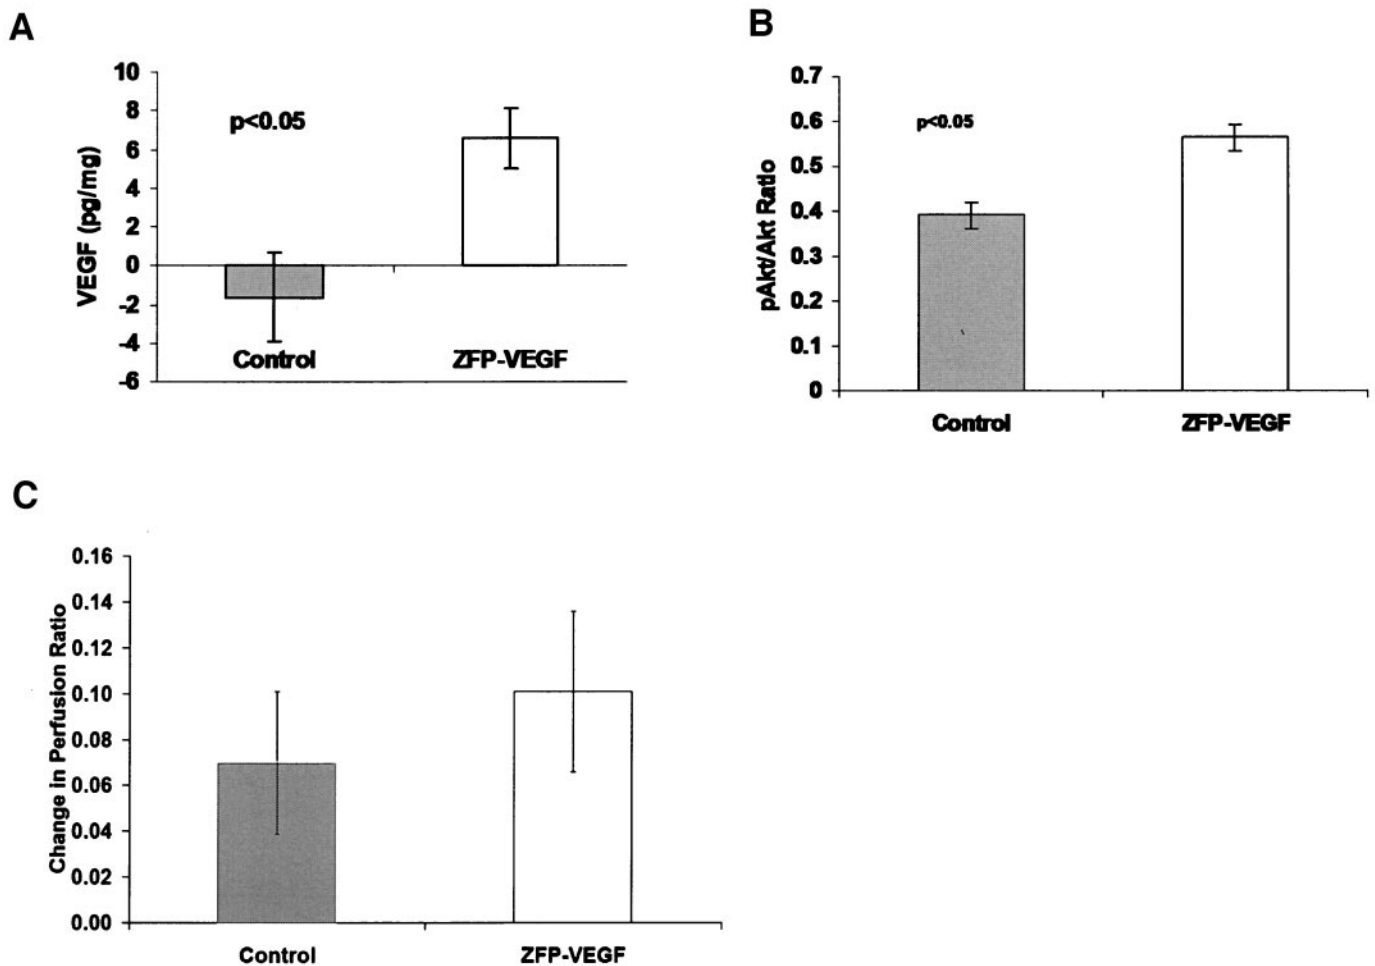 A
VEGF (pg/mg)
10
8
6
4
2
0
-2
-4
-6
p<0.05
Control
ZFP-VEGF
B
pAkt/Akt Ratio
0.7
0.6
0.5
0.4
0.3
0.2
0.1
0
p<0.05
Control
ZFP-VEGF
C
Change in Perfusion Ratio
0.16
0.14
0.12
0.10
0.08
0.06
0.04
0.02
0.00
Control
ZFP-VEGF